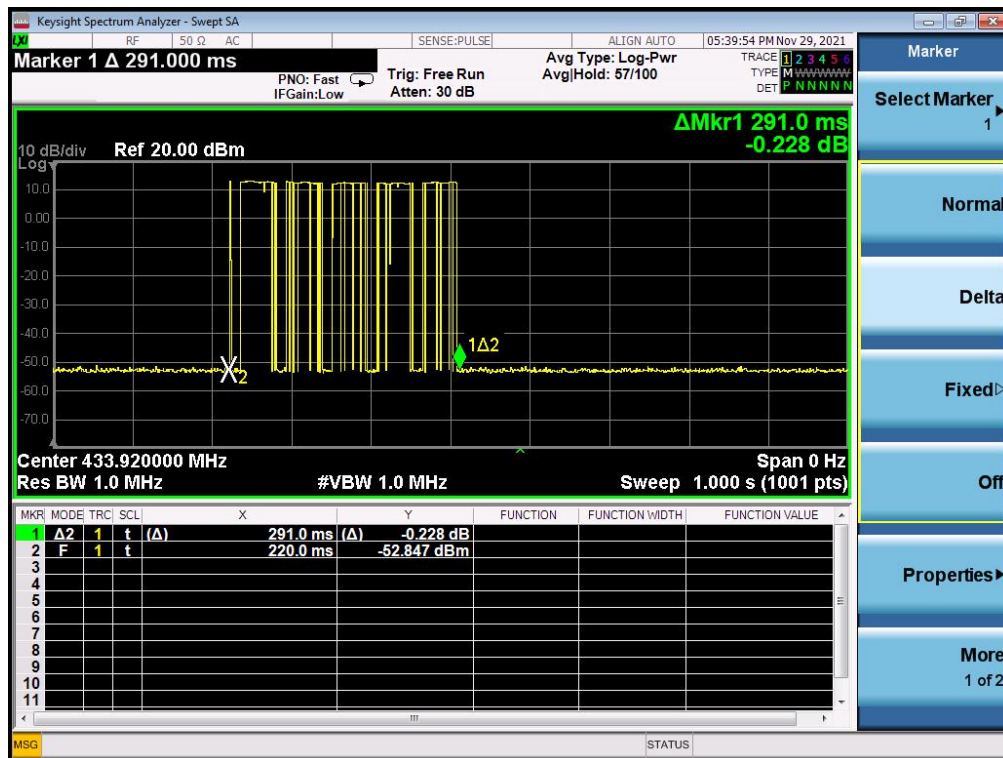 Keysight Spectrum Analyzer - Swept SA
LXI RF 50 Ω AC SENSE:PULSE ALIGN AUTO 05:39:54 PM Nov 29, 2021
Marker 1 Δ 291.000 ms
PNO: Fast
IFGain:Low
Trig: Free Run
Atten: 30 dB
Avg Type: Log-Pwr
Avg|Hold: 57/100
TRACE 1 2 3 4 5 6
TYPE M WWWWW
DET P N N N N N
ΔMkr1 291.0 ms
-0.228 dB
10 dB/div Ref 20.00 dBm
Log
10.0
0.00
-10.0
-20.0
-30.0
-40.0
-50.0
-60.0
-70.0
1Δ2
X2
Center 433.920000 MHz Span 0 Hz
Res BW 1.0 MHz #VBW 1.0 MHz Sweep 1.000 s (1001 pts)
MKR MODE TRC SCL X Y FUNCTION FUNCTION WIDTH FUNCTION VALUE
1 Δ2 1 t (Δ) 291.0 ms (Δ) -0.228 dB
2 F 1 t 220.0 ms -52.847 dBm
3
4
5
6
7
8
9
10
11
MSG STATUS
Marker
Select Marker
1
Normal
Delta
Fixed
Off
Properties
More
1 of 2